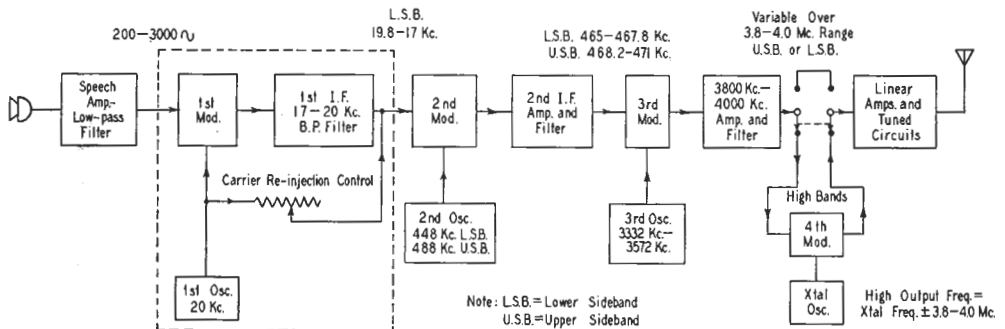 L.S.B.
19.8-17 Kc.
200-3000~
L.S.B. 465-467.8 Kc.
U.S.B. 468.2-471 Kc.
Variable Over
3.8-4.0 Mc. Range
U.S.B. or L.S.B.
Speech
Amp.-
Low-pass
Filter
1st
Mod.
1st I.F.
17-20 Kc.
B.P. Filter
2nd
Mod.
2nd I.F.
Amp. and
Filter
3rd
Mod.
3800 Kc.-
4000 Kc.
Amp. and
Filter
Linear
Amps. and
Tuned
Circuits
Carrier Re-injection Control
High Bands
1st Osc.
20 Kc.
2nd Osc.
448 Kc. L.S.B.
488 Kc. U.S.B.
3rd Osc.
3332 Kc.-
3572 Kc.
4th
Mod.
Xtal
Osc.
Note: L.S.B.=Lower Sideband
U.S.B.=Upper Sideband
High Output Freq.=
Xtal Freq.±3.8-4.0 Mc.